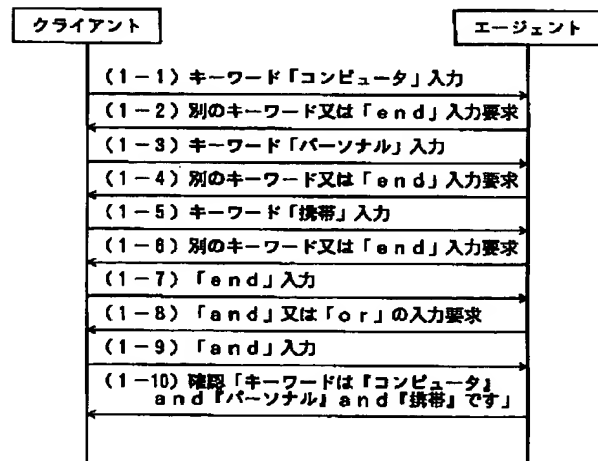 クライアント
エージェント
(1-1)キーワード「コンピュータ」入力
(1-2)別のキーワード又は「end」入力要求
(1-3)キーワード「パーソナル」入力
(1-4)別のキーワード又は「end」入力要求
(1-5)キーワード「携帯」入力
(1-6)別のキーワード又は「end」入力要求
(1-7)「end」入力
(1-8)「and」又は「or」の入力要求
(1-9)「and」入力
(1-10)確認「キーワードは『コンピュータ』
and『パーソナル』and『携帯』です」